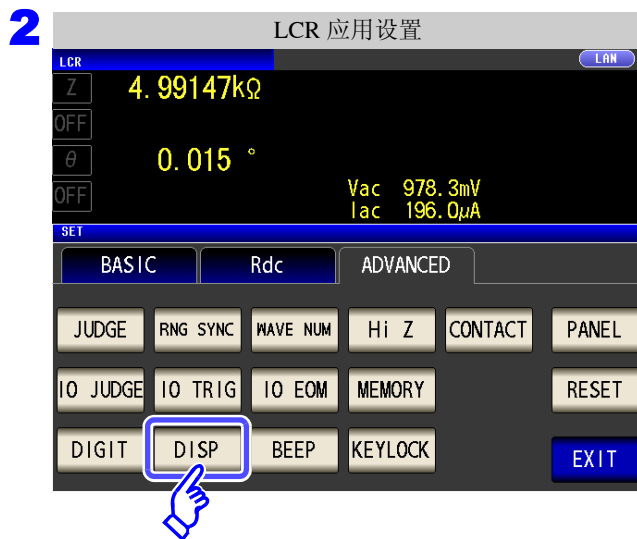 2
LCR 应用设置
LCR
LAN
Z 4.99147kΩ
OFF
θ 0.015 °
OFF
Vac 978.3mV
Iac 196.0μA
SET
BASIC Rdc ADVANCED
JUDGE RNG SYNC WAVE NUM Hi Z CONTACT PANEL
IO JUDGE IO TRIG IO EOM MEMORY RESET
DIGIT DISP BEEP KEYLOCK EXIT